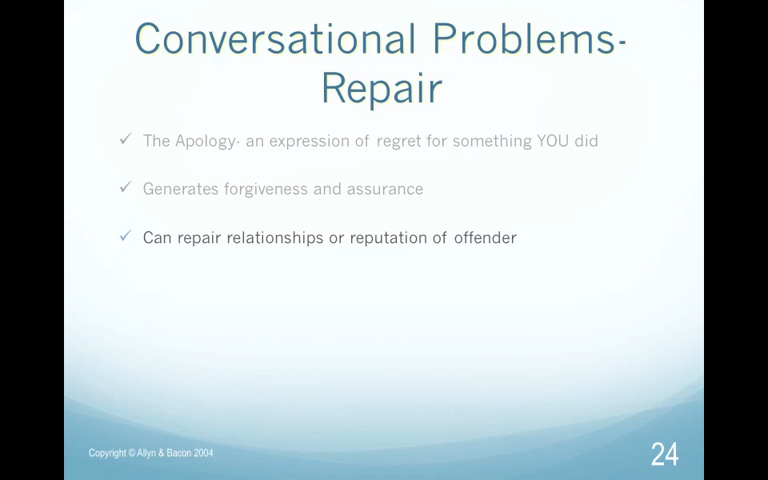 Conversational Problems-
Repair
✓ The Apology- an expression of regret for something YOU did
✓ Generates forgiveness and assurance
✓ Can repair relationships or reputation of offender
Copyright © Allyn & Bacon 2004
24